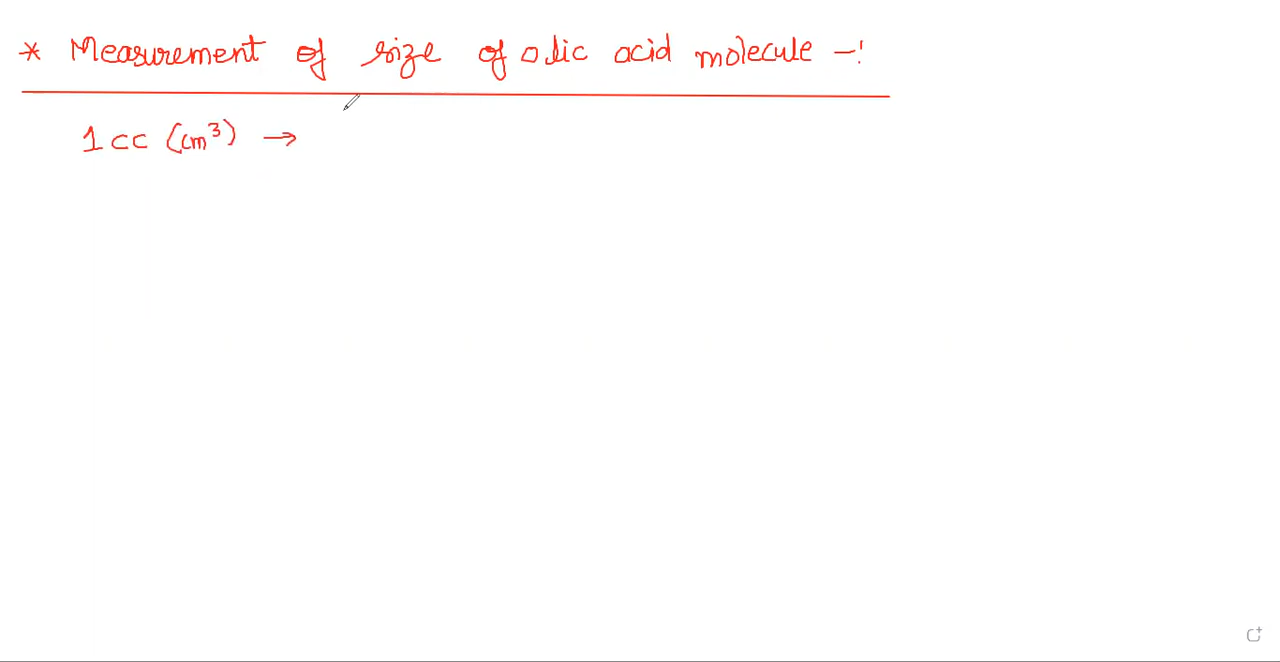 * Measurement of size of olic acid molecule -:
1 cc (cm³) →